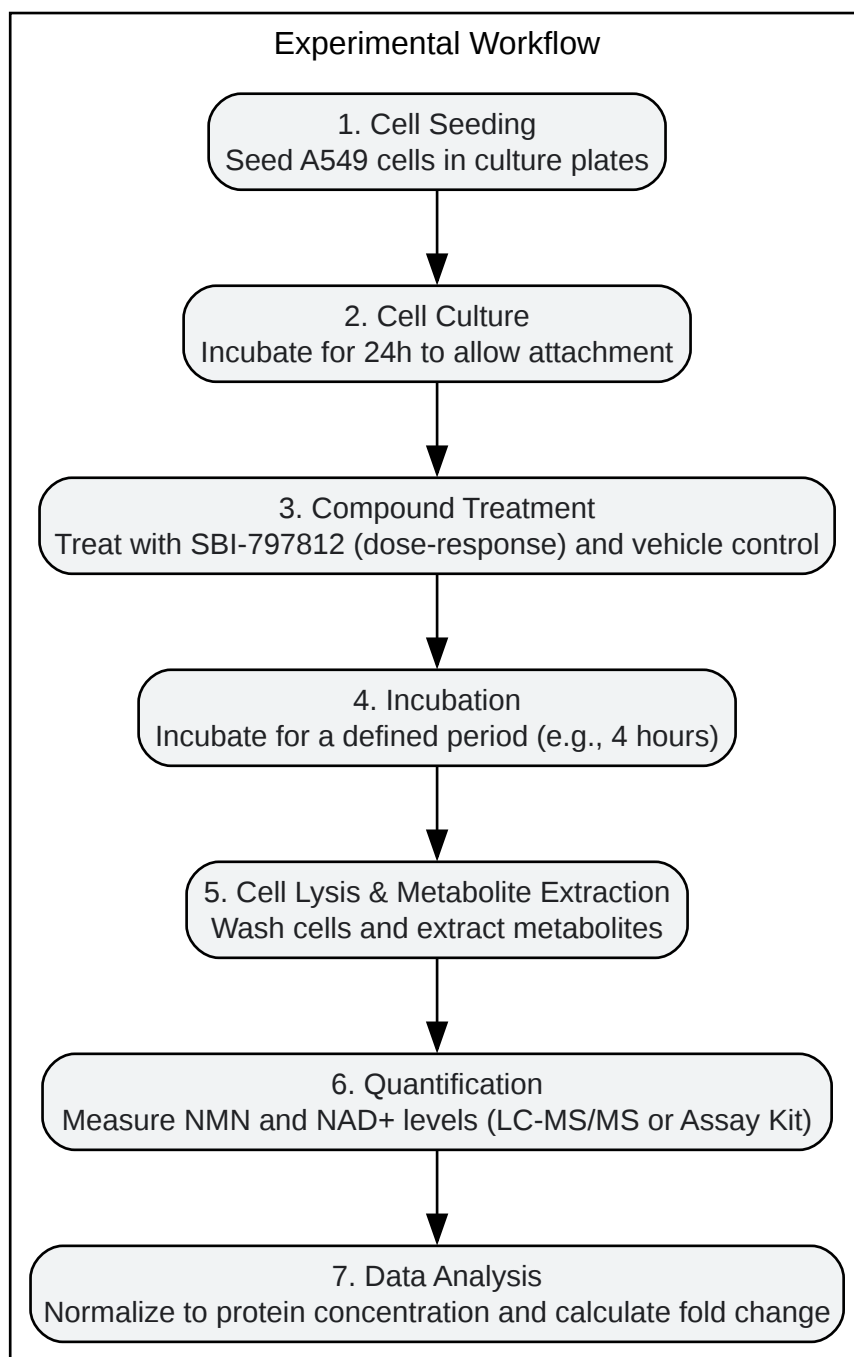 Experimental Workflow
1. Cell Seeding
Seed A549 cells in culture plates
2. Cell Culture
Incubate for 24h to allow attachment
3. Compound Treatment
Treat with SBI-797812 (dose-response) and vehicle control
4. Incubation
Incubate for a defined period (e.g., 4 hours)
5. Cell Lysis & Metabolite Extraction
Wash cells and extract metabolites
6. Quantification
Measure NMN and NAD+ levels (LC-MS/MS or Assay Kit)
7. Data Analysis
Normalize to protein concentration and calculate fold change